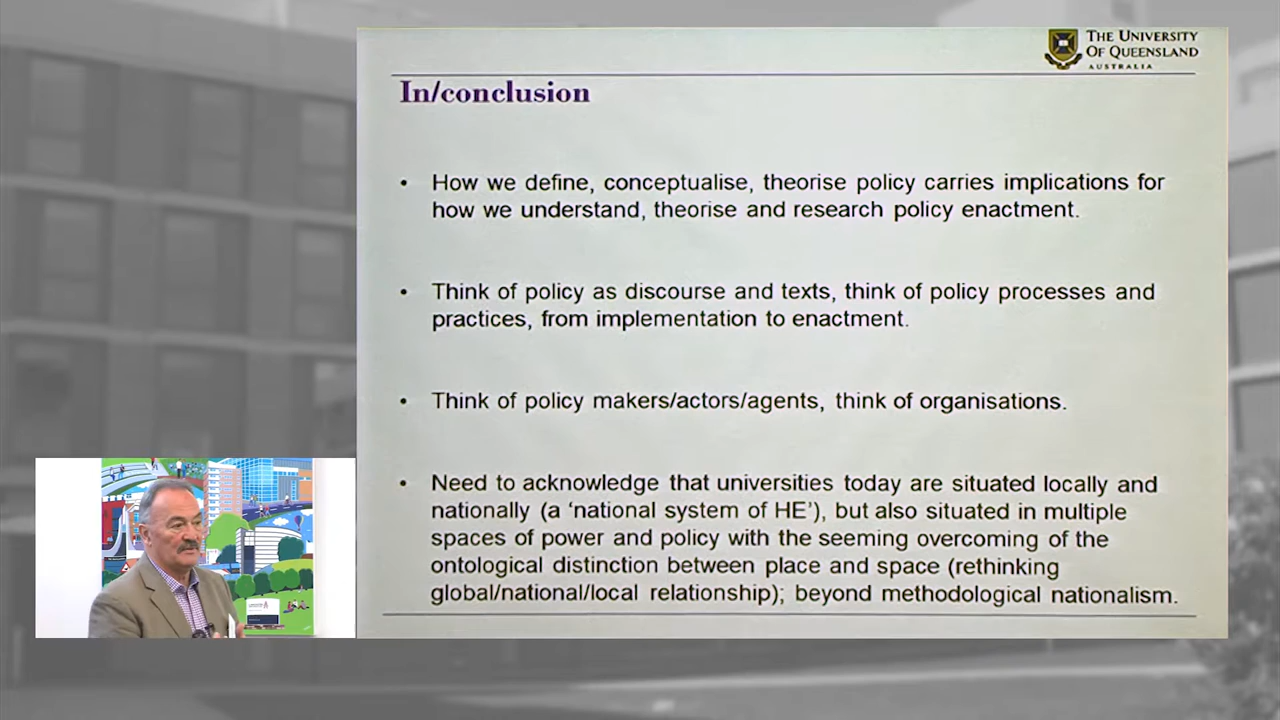 THE UNIVERSITY
OF QUEENSLAND
AUSTRALIA
In/conclusion
• How we define, conceptualise, theorise policy carries implications for
how we understand, theorise and research policy enactment.
• Think of policy as discourse and texts, think of policy processes and
practices, from implementation to enactment.
• Think of policy makers/actors/agents, think of organisations.
• Need to acknowledge that universities today are situated locally and
nationally (a ‘national system of HE’), but also situated in multiple
spaces of power and policy with the seeming overcoming of the
ontological distinction between place and space (rethinking
global/national/local relationship); beyond methodological nationalism.